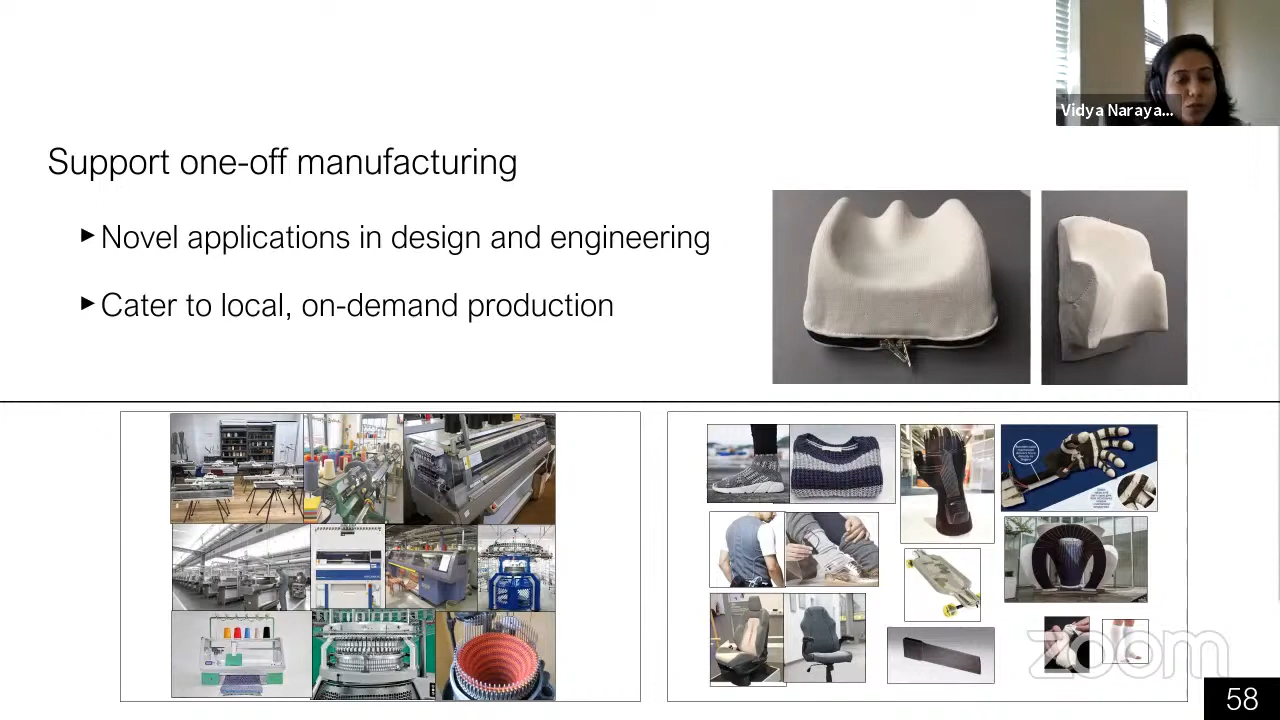 Vidya Naraya...
Support one-off manufacturing
▶Novel applications in design and engineering
▶Cater to local, on-demand production
zoom
58